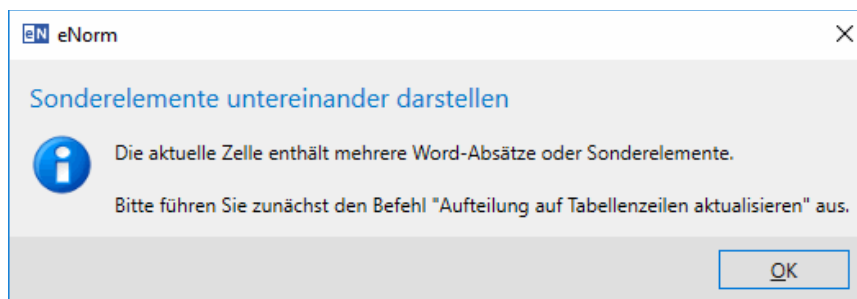 eN eNorm
Sonderelemente untereinander darstellen
Die aktuelle Zelle enthält mehrere Word-Absätze oder Sonderelemente.
Bitte führen Sie zunächst den Befehl "Aufteilung auf Tabellenzeilen aktualisieren" aus.
OK